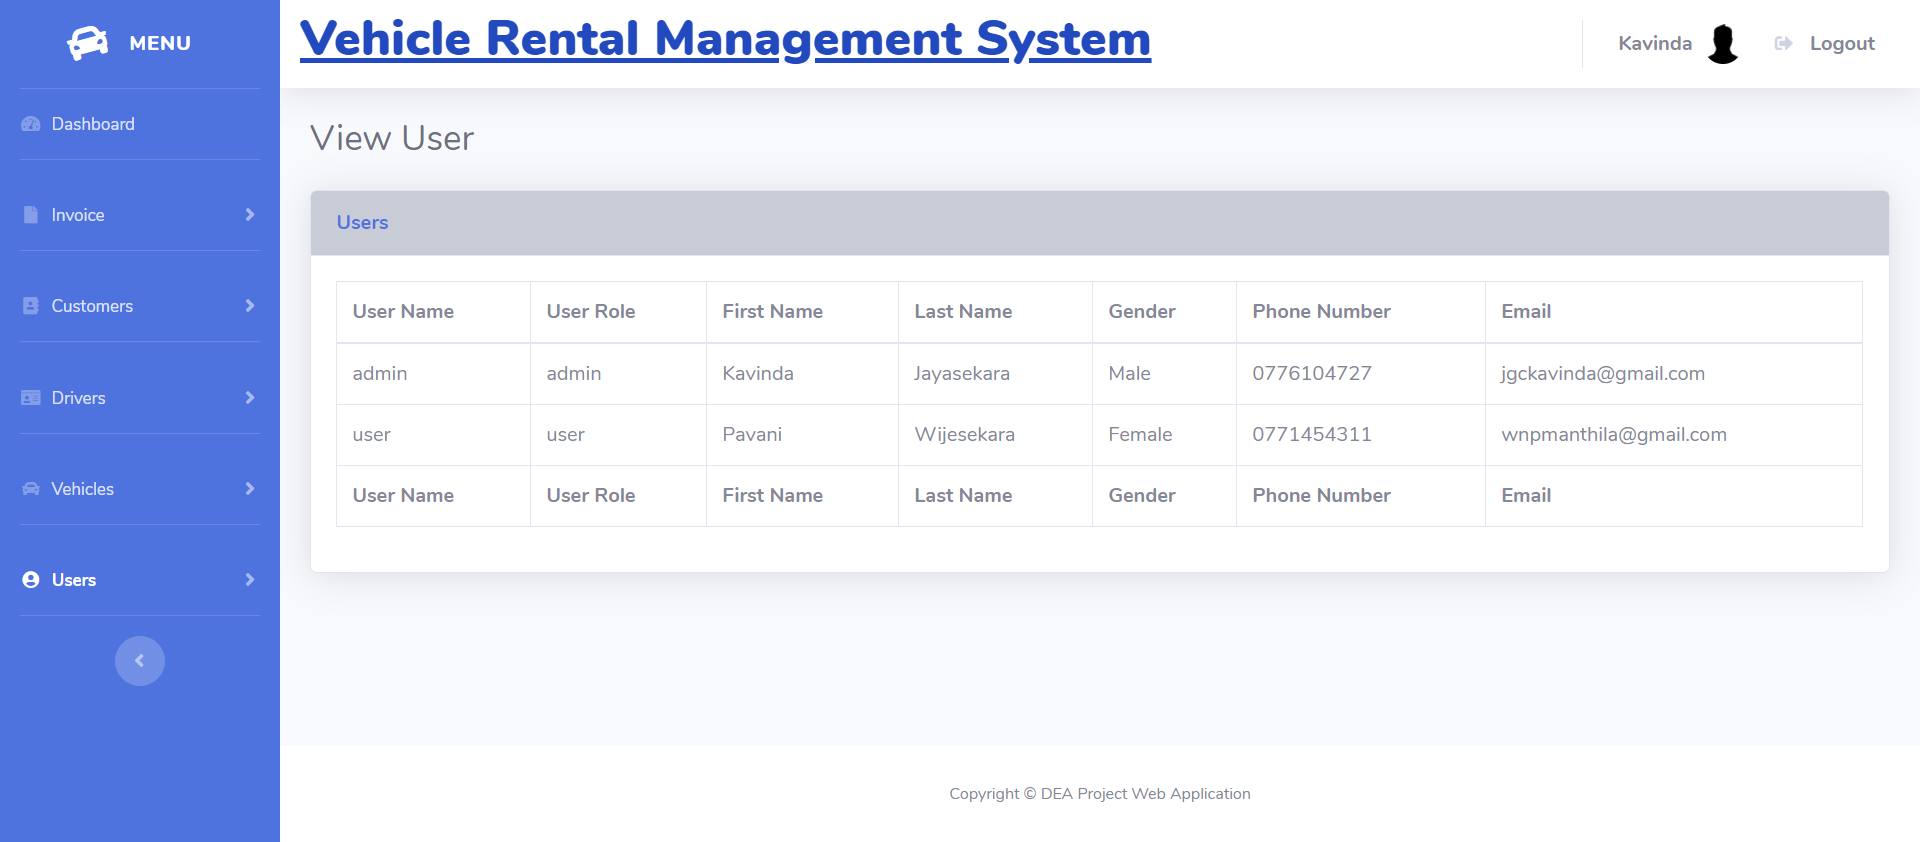 MENU
Vehicle Rental Management System
Kavinda
Logout
Dashboard
Invoice
Customers
Drivers
Vehicles
Users
View User
Users
User Name User Role First Name Last Name Gender Phone Number Email
admin admin Kavinda Jayasekara Male 0776104727 jgckavinda@gmail.com
user user Pavani Wijesekara Female 0771454311 wnpmanthila@gmail.com
User Name User Role First Name Last Name Gender Phone Number Email
Copyright © DEA Project Web Application